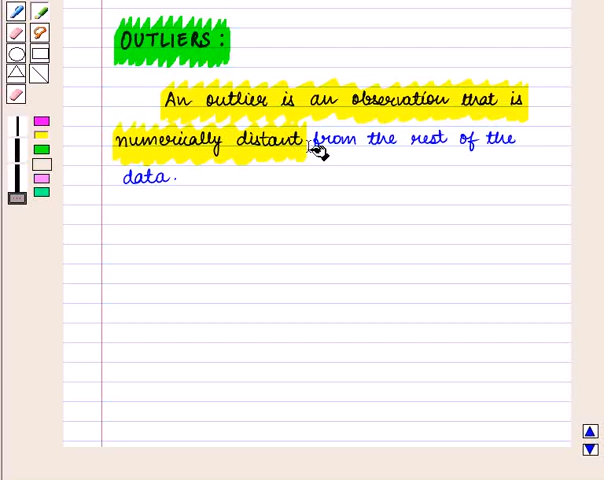 OUTLIERS :
An outlier is an observation that is
numerically distant from the rest of the
data.